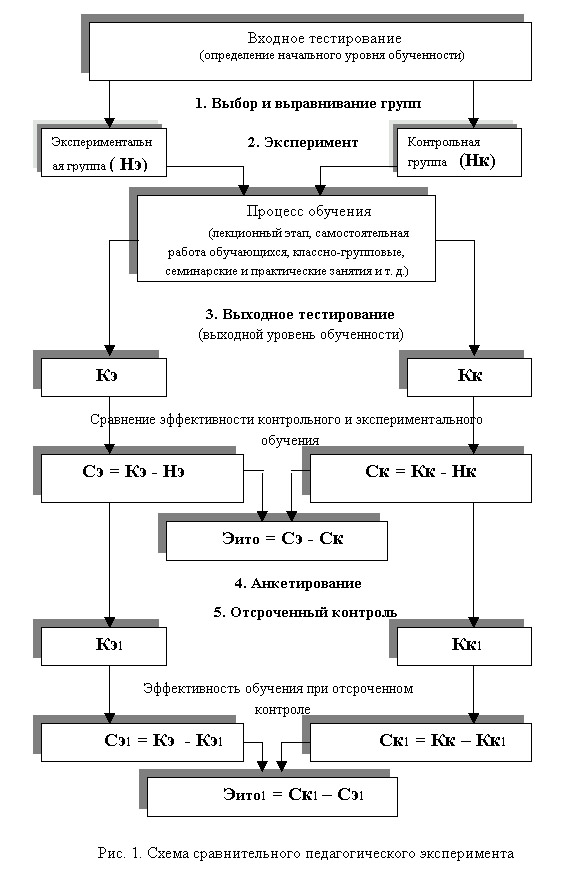 Входное тестирование
(определение начального уровня обученности)
1. Выбор и выравнивание групп
Экспериментальн
ая группа ( Нэ)
2. Эксперимент
Контрольная
группа (Нк)
Процесс обучения
(лекционный этап, самостоятельная
работа обучающихся, классно-групповые,
семинарские и практические занятия и т. д.)
3. Выходное тестирование
(выходной уровень обученности)
Кэ
Кк
Сравнение эффективности контрольного и экспериментального
обучения
Сэ = Кэ - Нэ
Ск = Кк - Нк
Эито = Сэ - Ск
4. Анкетирование
5. Отсроченный контроль
Кэ1
Кк1
Эффективность обучения при отсроченном
контроле
Сэ1 = Кэ - Кэ1
Ск1 = Кк – Кк1
Эито1 = Ск1 – Сэ1
Рис. 1. Схема сравнительного педагогического эксперимента